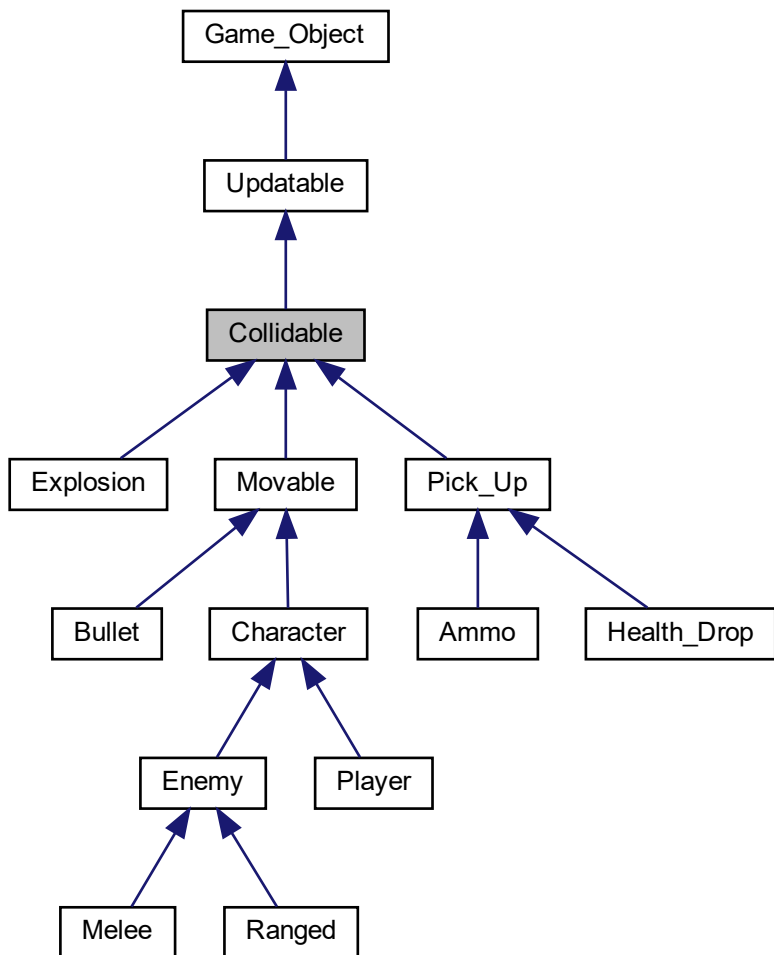 Game_Object
Updatable
Collidable
Explosion
Movable
Pick_Up
Bullet
Character
Ammo
Health_Drop
Enemy
Player
Melee
Ranged